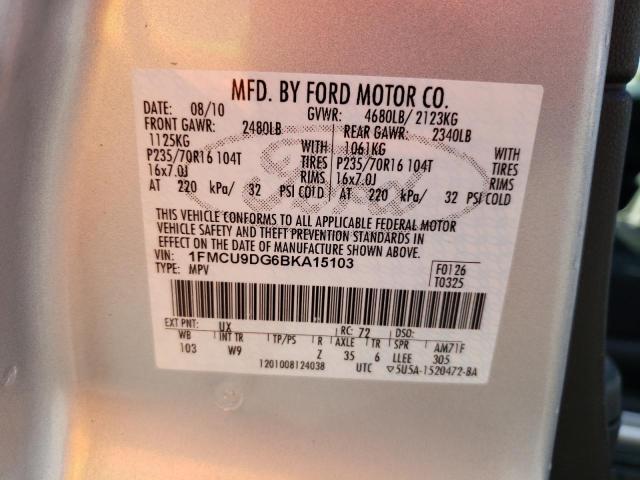 MFD. BY FORD MOTOR CO.
DATE: 08/10 GVWR: 4680LB/ 2123KG
FRONT GAWR: 2480LB REAR GAWR: 2340LB
1125KG WITH 1061KG WITH
P235/70R16 104T TIRES P235/70R16 104T TIRES
16x7.0J RIMS 16x7.0J RIMS
AT 220 kPa/ 32 PSI COLD AT 220 kPa/ 32 PSI COLD
Ford
THIS VEHICLE CONFORMS TO ALL APPLICABLE FEDERAL MOTOR
VEHICLE SAFETY AND THEFT PREVENTION STANDARDS IN
EFFECT ON THE DATE OF MANUFACTURE SHOWN ABOVE.
VIN: 1FMCU9DG6BKA15103 F0126
TYPE: MPV T0325
EXT PNT: UX RC: 72 DSO:
WB INT TR TP/PS R AXLE TR SPR AM71F
103 W9 Z 35 6 LLEE 305
1201008124038 UTC ▽5U5A-1520472-BA